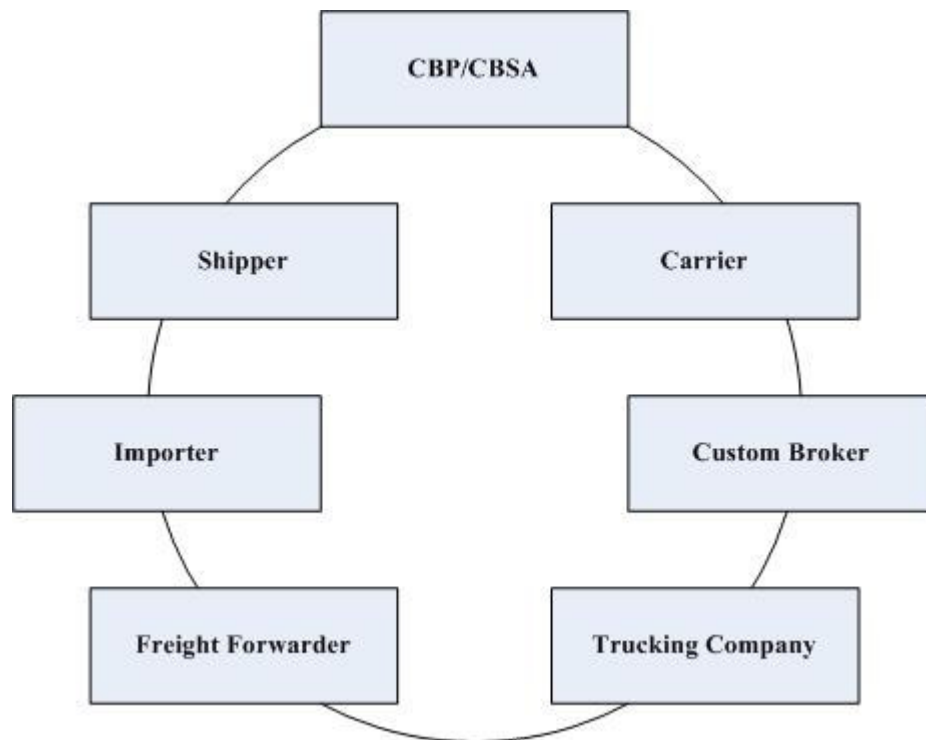 CBP/CBSA
Shipper
Carrier
Importer
Custom Broker
Freight Forwarder
Trucking Company